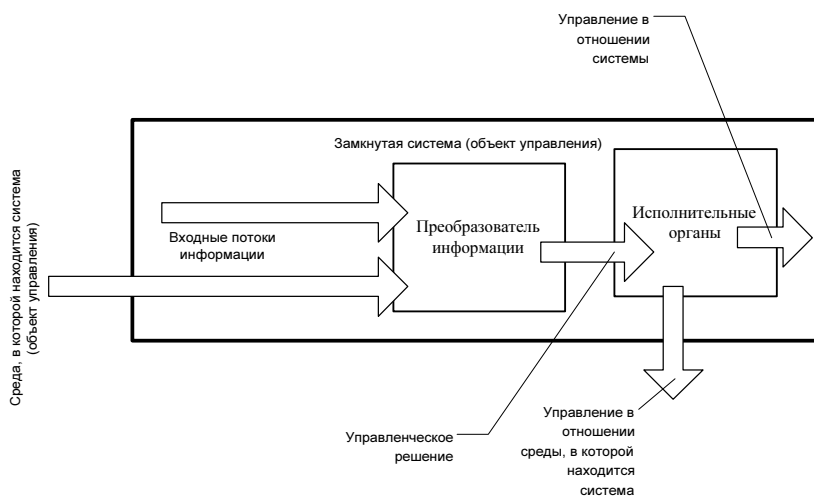 Управление в
отношении
системы
Замкнутая система (объект управления)
Среда, в которой находится система
(объект управления)
Входные потоки
информации
Преобразователь
информации
Исполнительные
органы
Управленческое
решение
Управление в
отношении
среды, в которой
находится
система